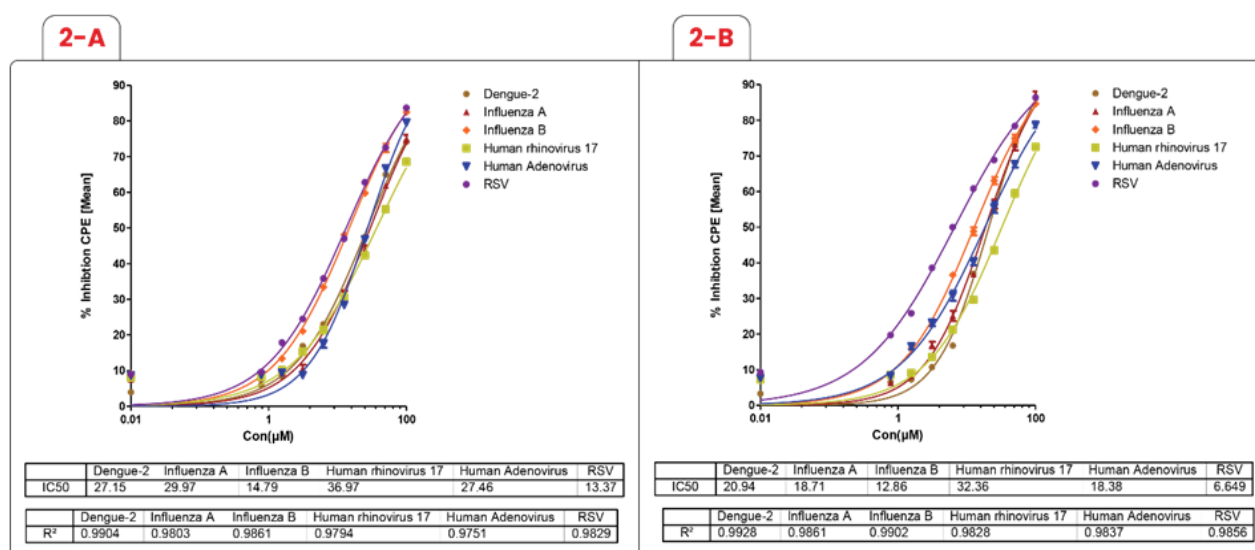 2-A
90
80
70
60
50
40
30
20
10
0
% Inhibtion CPE [Mean]
0.01 1 100
Con(µM)
Dengue-2
Influenza A
Influenza B
Human rhinovirus 17
Human Adenovirus
RSV
Dengue-2 Influenza A Influenza B Human rhinovirus 17 Human Adenovirus RSV
IC50 27.15 29.97 14.79 36.97 27.46 13.37
Dengue-2 Influenza A Influenza B Human rhinovirus 17 Human Adenovirus RSV
R² 0.9904 0.9803 0.9861 0.9794 0.9751 0.9829
2-B
90
80
70
60
50
40
30
20
10
0
% Inhibtion CPE [Mean]
0.01 1 100
Con(µM)
Dengue-2
Influenza A
Influenza B
Human rhinovirus 17
Human Adenovirus
RSV
Dengue-2 Influenza A Influenza B Human rhinovirus 17 Human Adenovirus RSV
IC50 20.94 18.71 12.86 32.36 18.38 6.649
Dengue-2 Influenza A Influenza B Human rhinovirus 17 Human Adenovirus RSV
R² 0.9928 0.9861 0.9902 0.9828 0.9837 0.9856